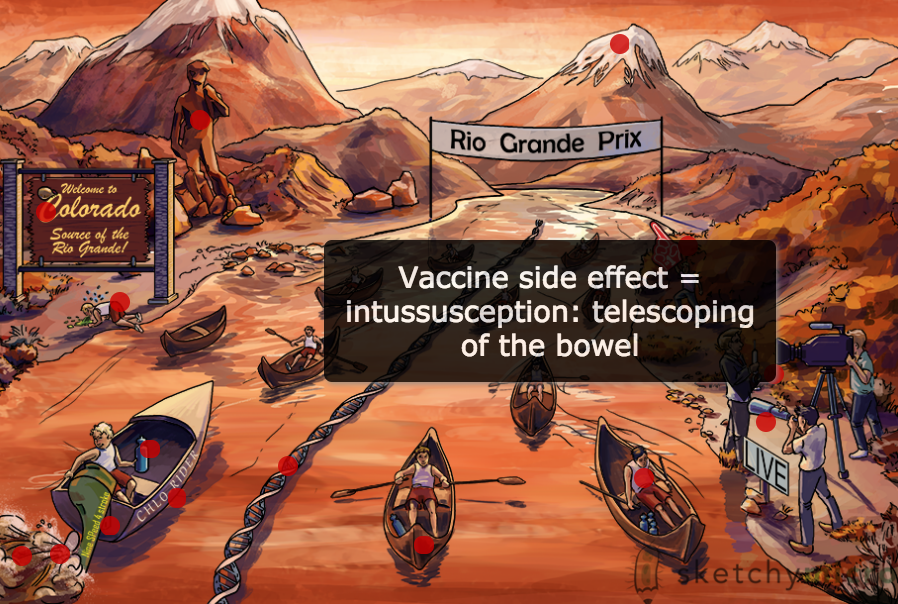 Rio Grande Prix
Welcome to
Colorado
Source of the
Rio Grande!
Vaccine side effect =
intussusception: telescoping
of the bowel
CHLO RIDER
LIVE
sketchy